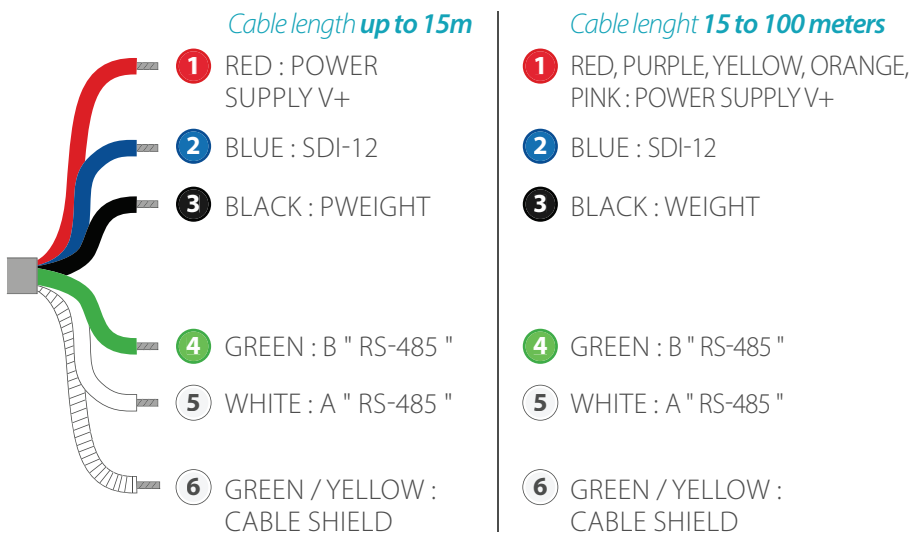 Cable length up to 15m
1 RED : POWER
SUPPLY V+
2 BLUE : SDI-12
3 BLACK : PWEIGHT
4 GREEN : B " RS-485 "
5 WHITE : A " RS-485 "
6 GREEN / YELLOW :
CABLE SHIELD
Cable lenght 15 to 100 meters
1 RED, PURPLE, YELLOW, ORANGE,
PINK : POWER SUPPLY V+
2 BLUE : SDI-12
3 BLACK : WEIGHT
4 GREEN : B " RS-485 "
5 WHITE : A " RS-485 "
6 GREEN / YELLOW :
CABLE SHIELD